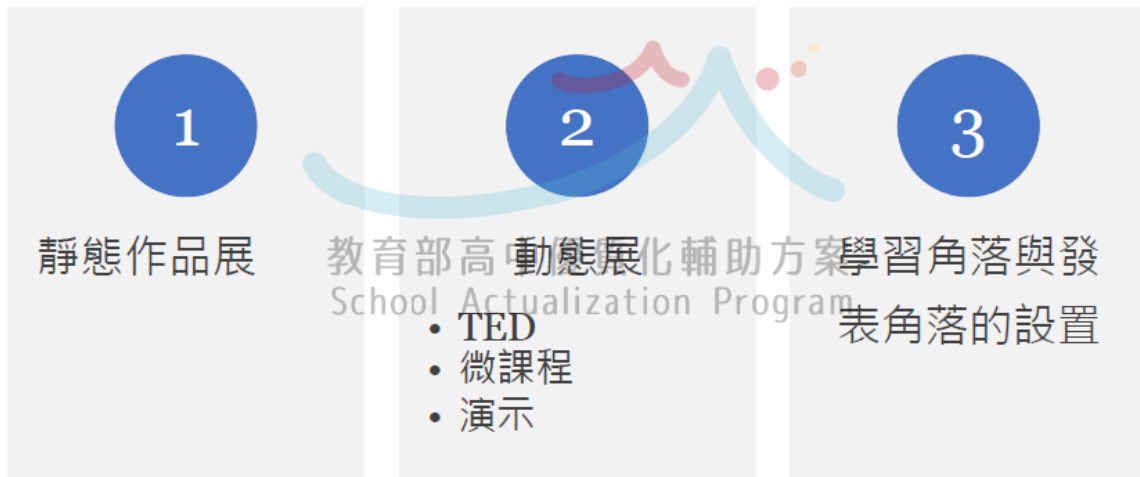 1
靜態作品展
2
動態展
• TED
• 微課程
• 演示
3
學習角落與發
表角落的設置
教育部高中優質化輔助方案
School Actualization Program